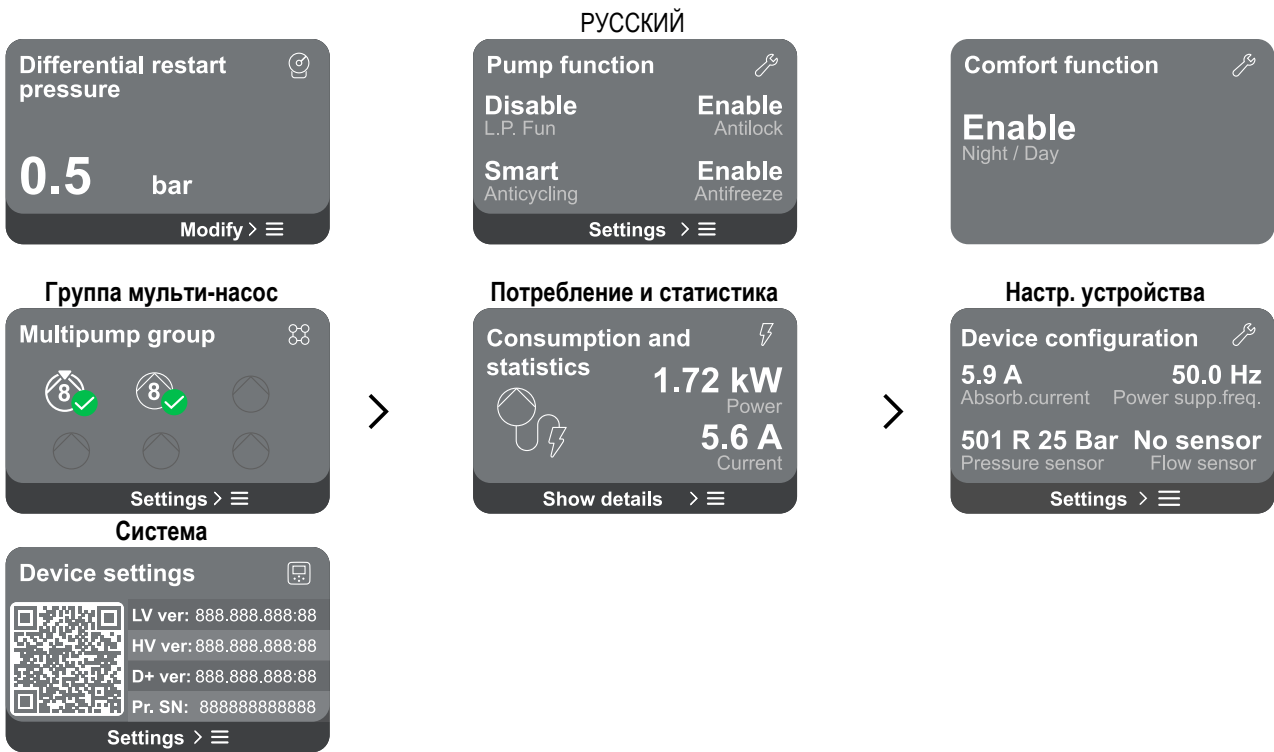 РУССКИЙ
Differential restart
pressure
0.5 bar
Modify >
Pump function
Disable Enable
L.P. Fun Antilock
Smart Enable
Anticycling Antifreeze
Settings >
Comfort function
Enable
Night / Day
Группа мульти-насос
Multipump group
8 8
Settings >
>
Потребление и статистика
Consumption and
statistics
1.72 kW
Power
5.6 A
Current
Show details >
>
Настр. устройства
Device configuration
5.9 A 50.0 Hz
Absorb.current Power supp.freq.
501 R 25 Bar No sensor
Pressure sensor Flow sensor
Settings >
Система
Device settings
LV ver: 888.888.888:88
HV ver: 888.888.888:88
D+ ver: 888.888.888:88
Pr. SN: 888888888888
Settings >